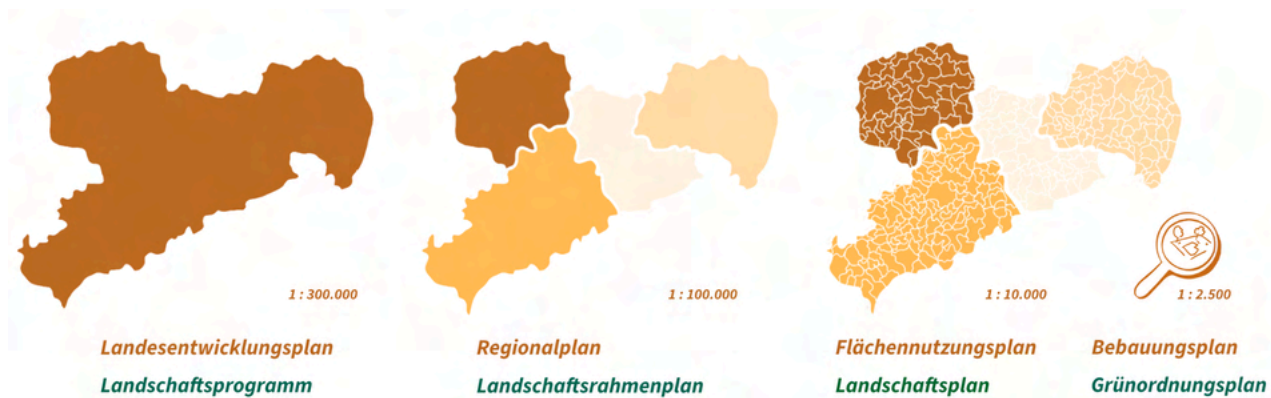 1 : 300.000
1 : 100.000
1 : 10.000
1 : 2.500
Landesentwicklungsplan
Regionalplan
Flächennutzungsplan
Bebauungsplan
Landschaftsprogramm
Landschaftsrahmenplan
Landschaftsplan
Grünordnungsplan